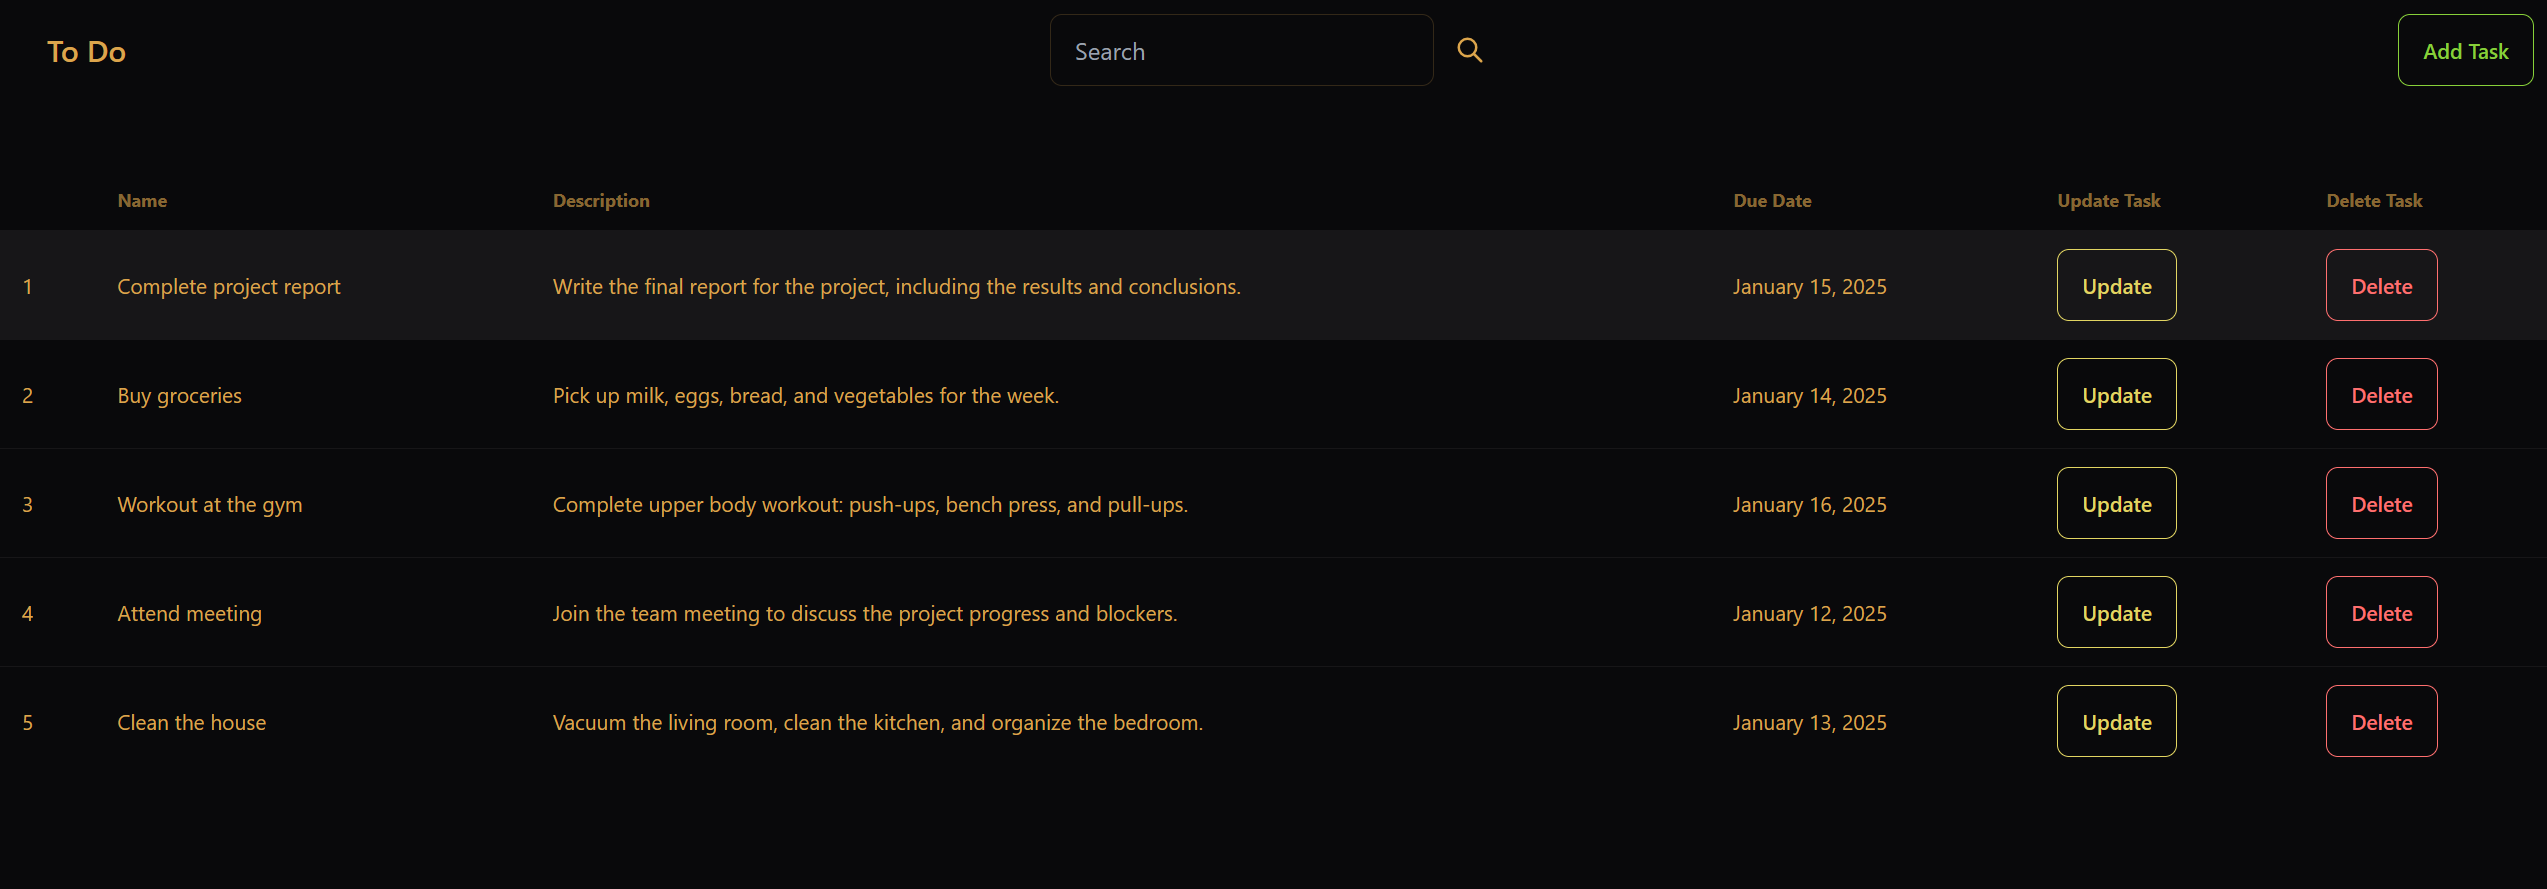 To Do
Search
Add Task
Name Description Due Date Update Task Delete Task
1 Complete project report Write the final report for the project, including the results and conclusions. January 15, 2025 Update Delete
2 Buy groceries Pick up milk, eggs, bread, and vegetables for the week. January 14, 2025 Update Delete
3 Workout at the gym Complete upper body workout: push-ups, bench press, and pull-ups. January 16, 2025 Update Delete
4 Attend meeting Join the team meeting to discuss the project progress and blockers. January 12, 2025 Update Delete
5 Clean the house Vacuum the living room, clean the kitchen, and organize the bedroom. January 13, 2025 Update Delete